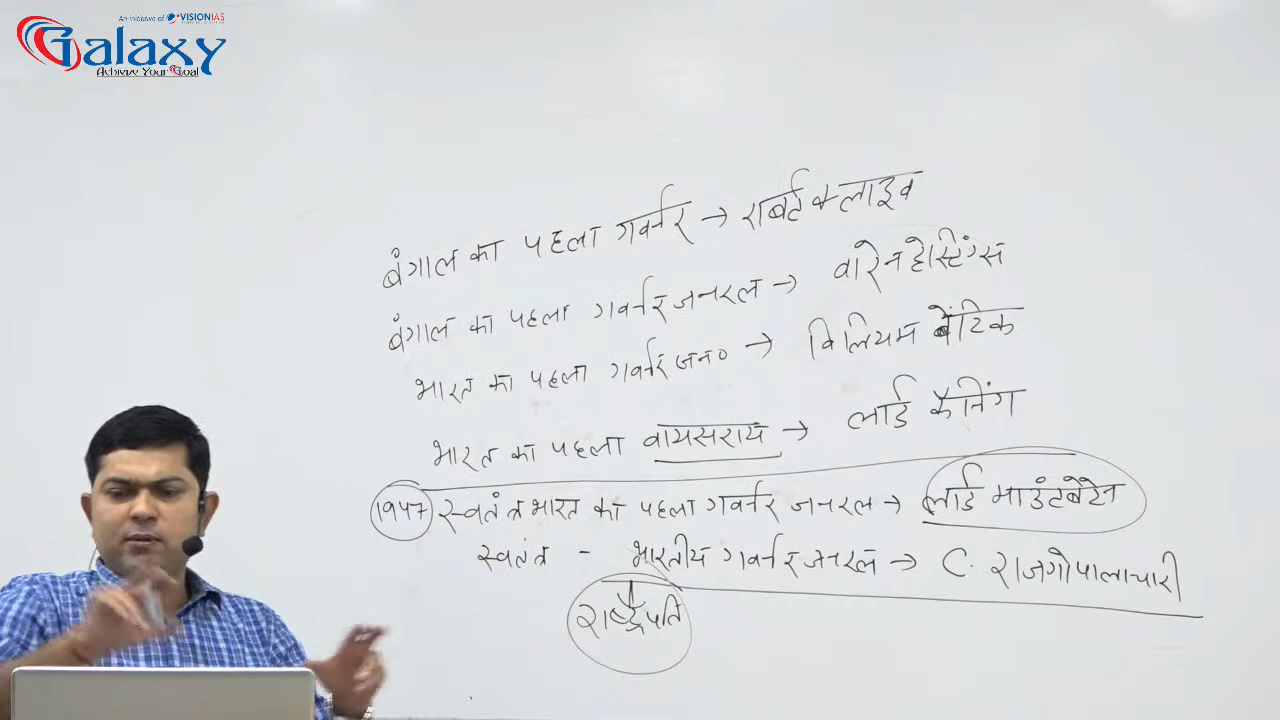 An initiative of VISIONIAS
Galaxy
Achieve Your Goal
बंगाल का पहला गवर्नर → राबर्ट क्लाइव
बंगाल का पहला गवर्नर जनरल → वारेन हेस्टिंग्स
भारत का पहला गवर्नर जन० → विलियम बेंटिक
भारत का पहला वायसराय → लार्ड कैनिंग
1947 स्वतंत्र भारत का पहला गवर्नर जनरल → लार्ड माउंटबेटेन
स्वतंत्र - भारतीय गवर्नर जनरल → C. राजगोपालाचारी
राष्ट्रपति